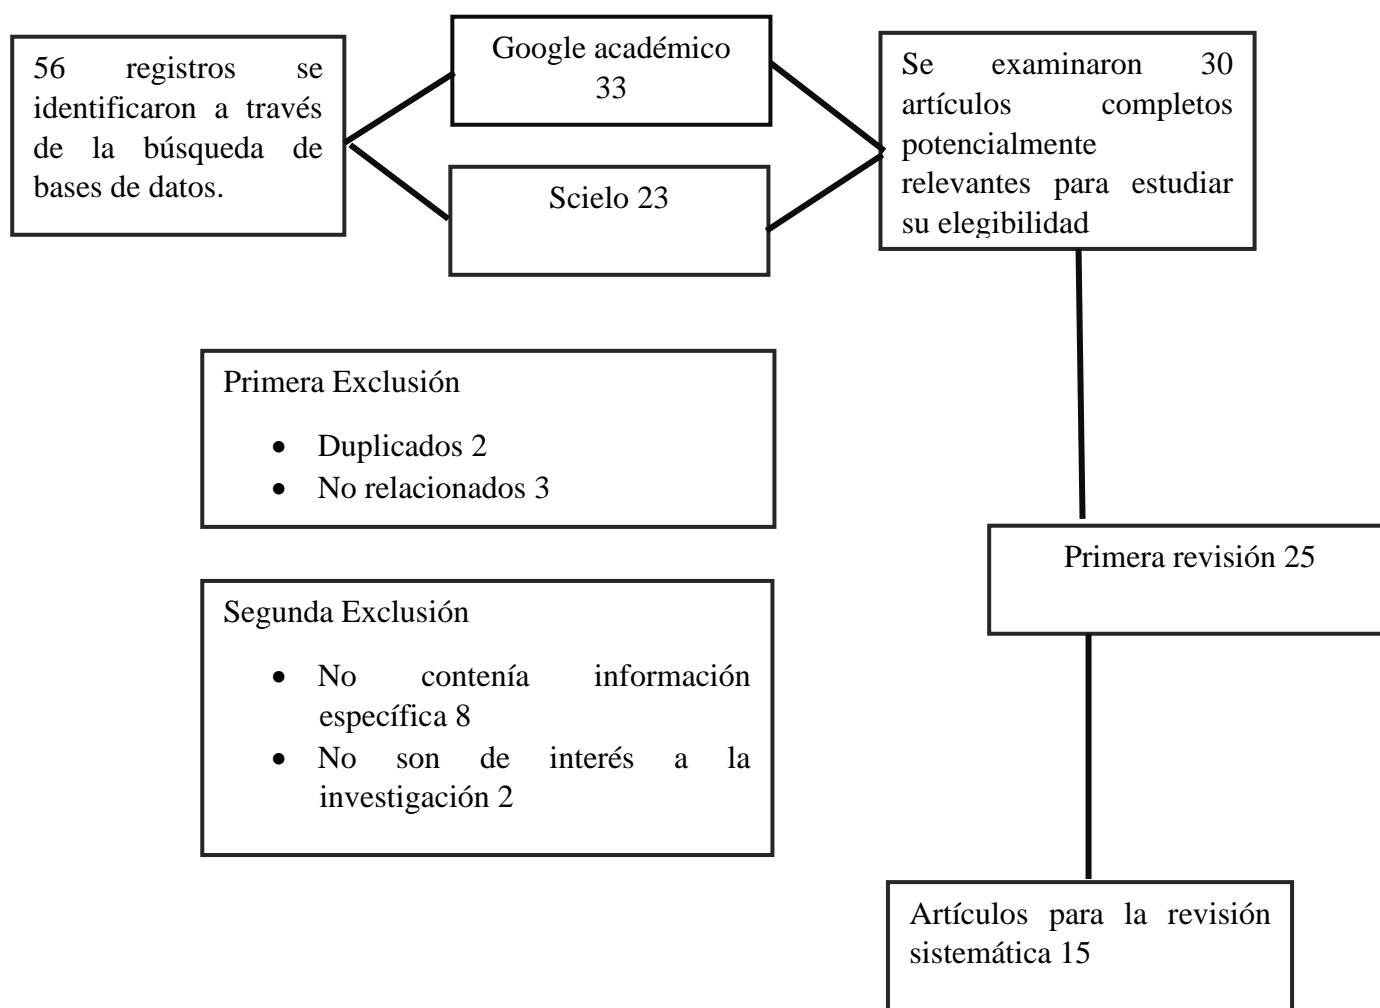 56 registros se
identificaron a través
de la búsqueda de
bases de datos.
Google académico
33
Scielo 23
Se examinaron 30
artículos completos
potencialmente
relevantes para estudiar
su elegibilidad
Primera Exclusión
• Duplicados 2
• No relacionados 3
Primera revisión 25
Segunda Exclusión
• No contenía información
específica 8
• No son de interés a la
investigación 2
Artículos para la revisión
sistemática 15